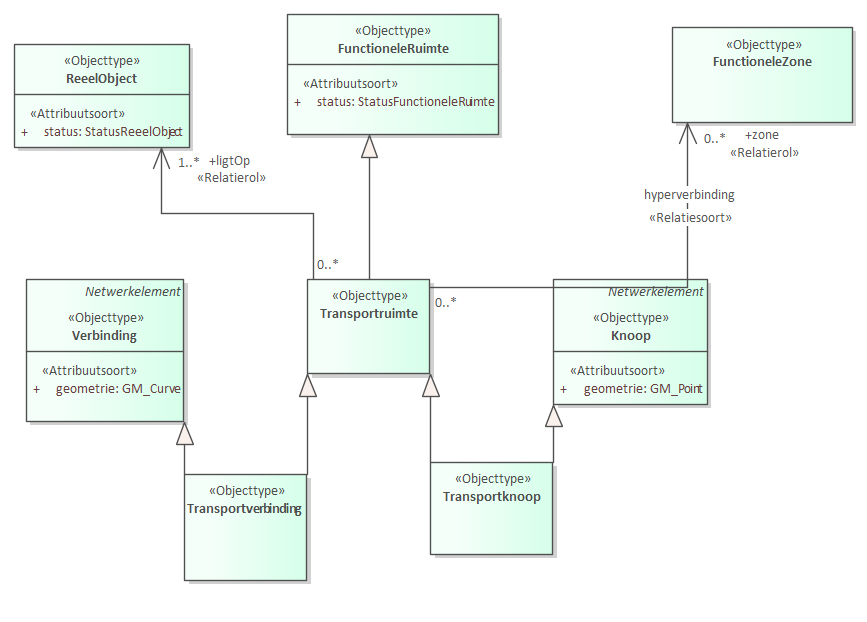 «Objecttype»
ReeelObject
«Attribuutsoort»
+ status: StatusReeelObject
«Objecttype»
FunctioneleRuimte
«Attribuutsoort»
+ status: StatusFunctioneleRuimte
«Objecttype»
FunctioneleZone
1..* +ligtOp
«Relatierol»
0..* +zone
«Relatierol»
hyperverbinding
«Relatiesoort»
0..*
0..*
Netwerkelement
«Objecttype»
Verbinding
«Attribuutsoort»
+ geometrie: GM_Curve
«Objecttype»
Transportruimte
Netwerkelement
«Objecttype»
Knoop
«Attribuutsoort»
+ geometrie: GM_Point
«Objecttype»
Transportverbinding
«Objecttype»
Transportknoop